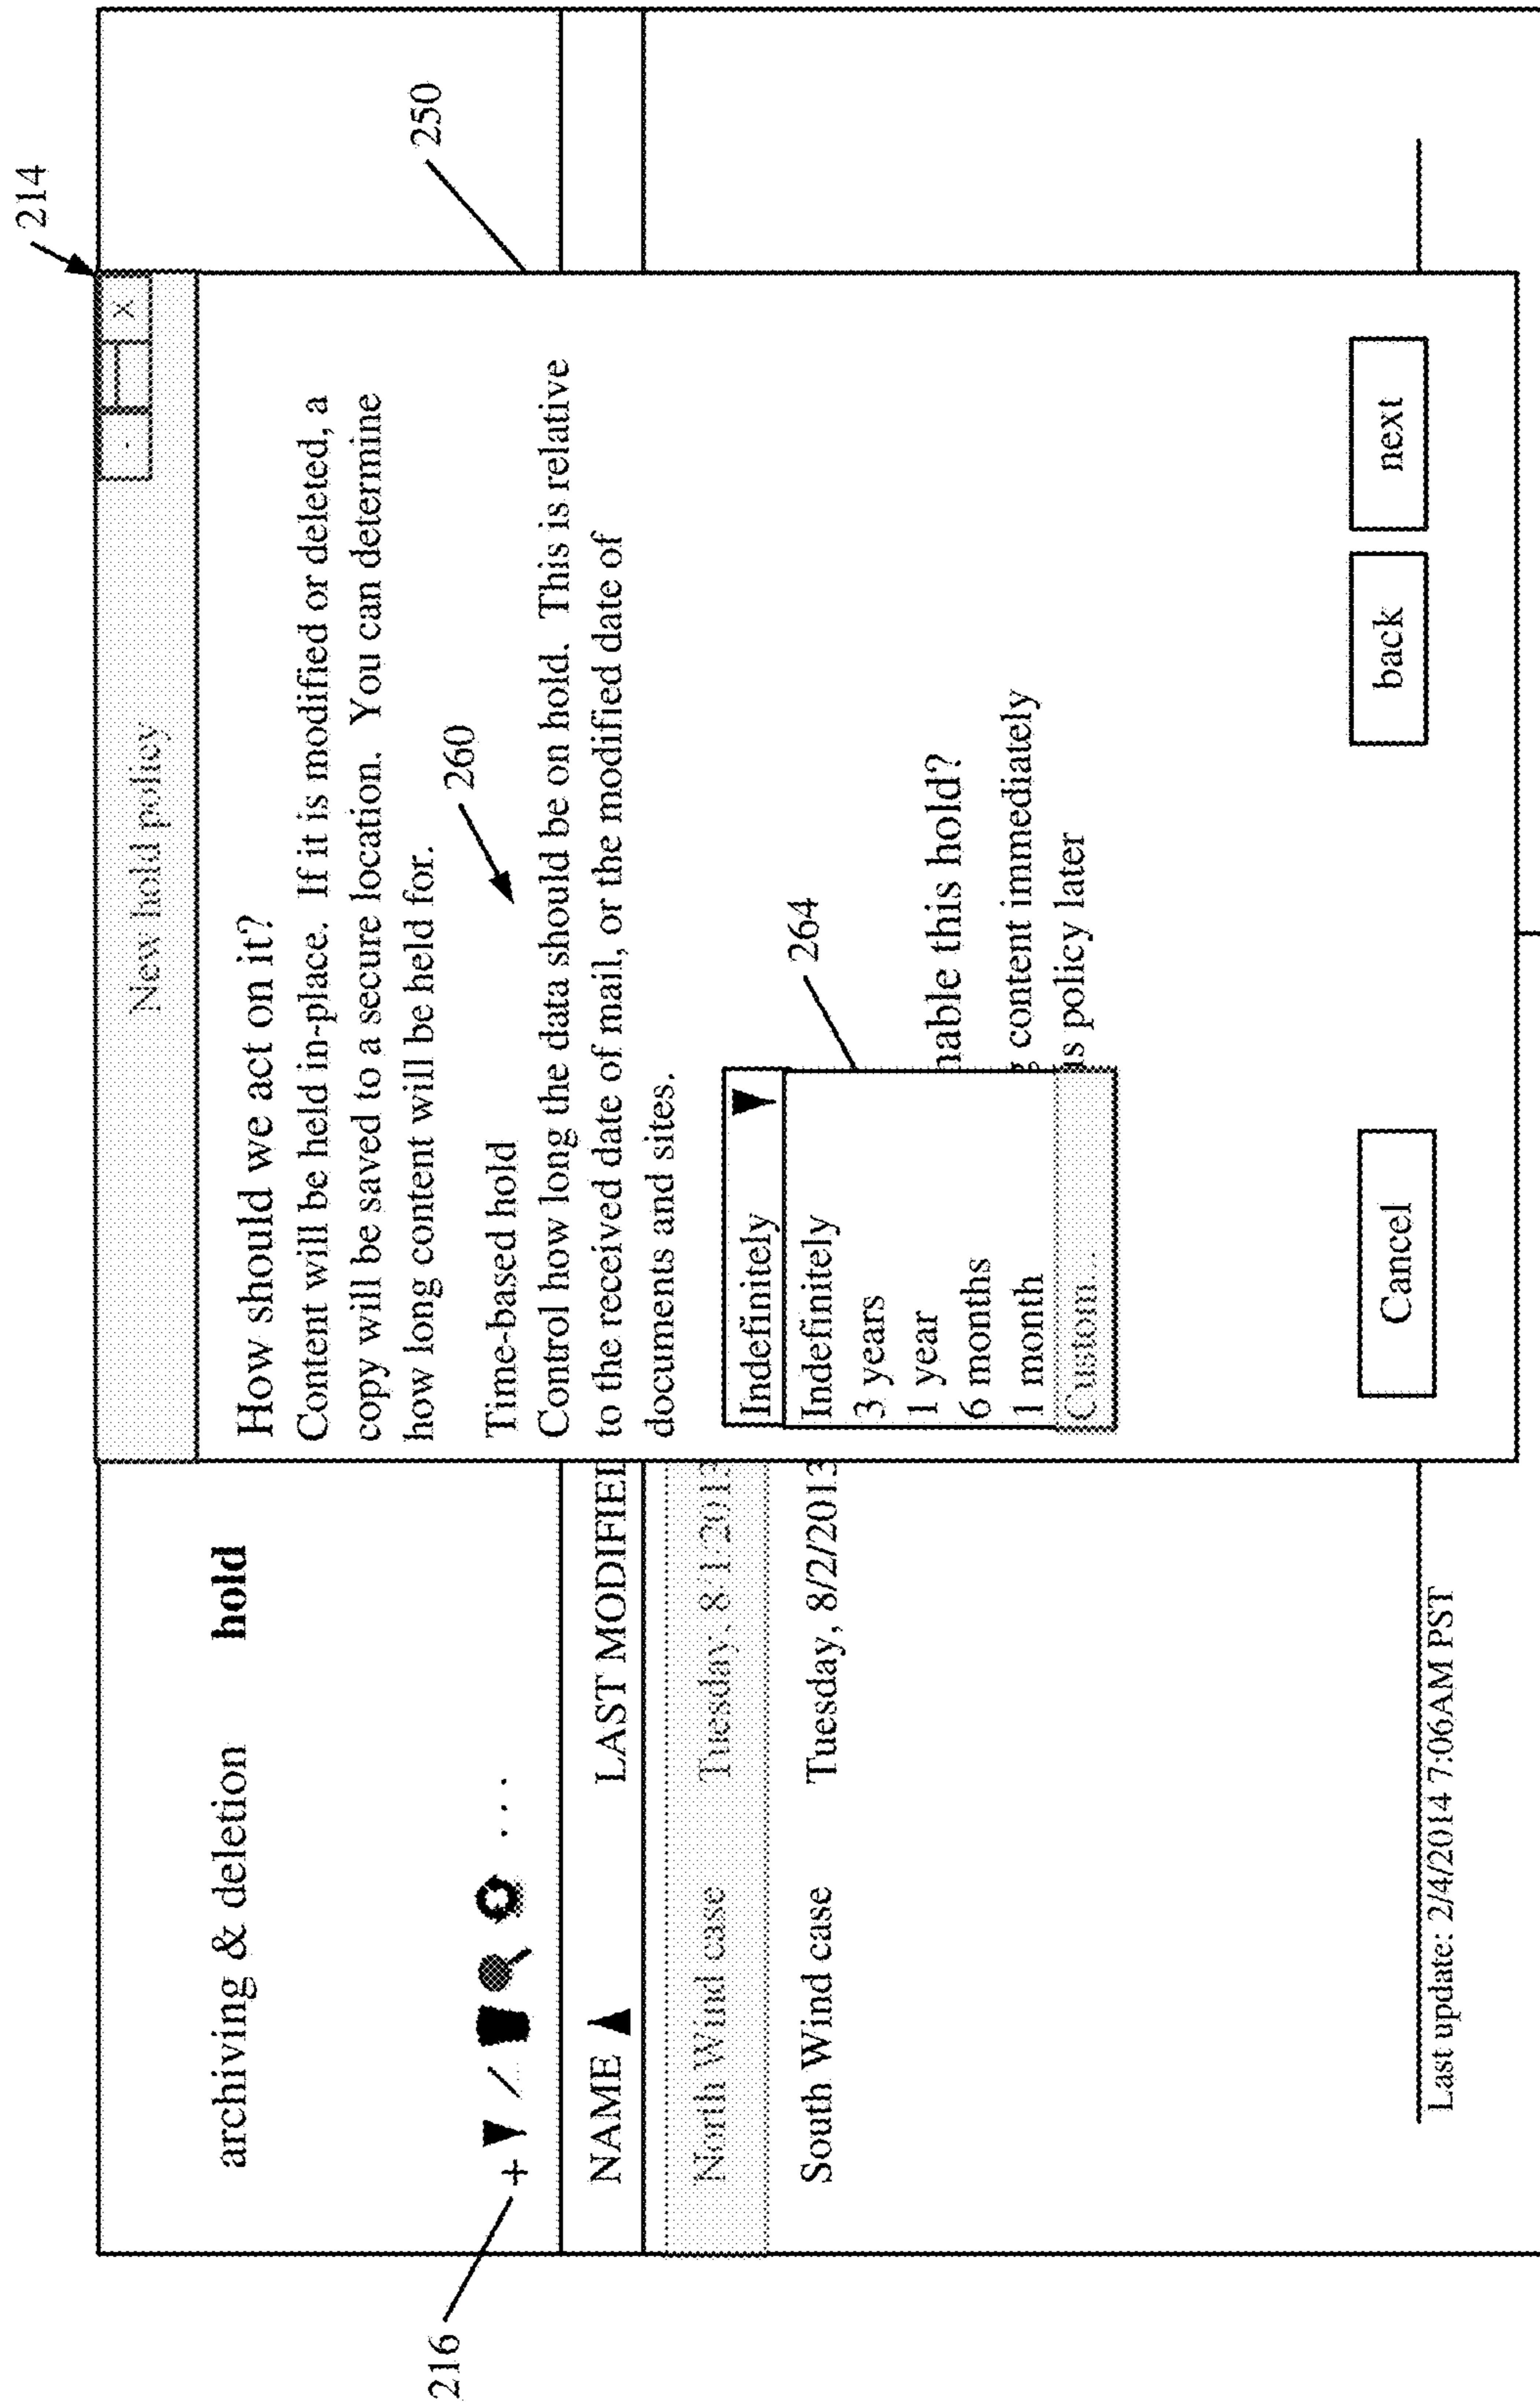 214
archiving & deletion hold
216
+ ...
NAME LAST MODIFIED
North Wind case Tuesday, 8/1/2013
South Wind case Tuesday, 8/2/2013
Last update: 2/4/2014 7:06AM PST
New hold policy
- X
250
How should we act on it?
Content will be held in-place. If it is modified or deleted, a
copy will be saved to a secure location. You can determine
how long content will be held for.
260
Time-based hold
Control how long the data should be on hold. This is relative
to the received date of mail, or the modified date of
documents and sites.
Indefinitely
Indefinitely
3 years
1 year
6 months
1 month
Custom...
264
nable this hold?
g content immediately
is policy later
Cancel back next